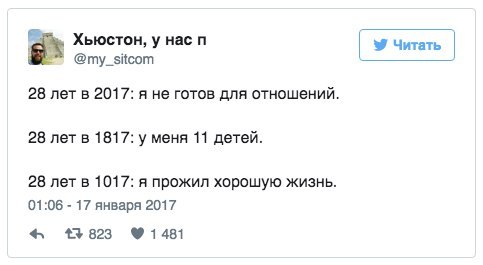 Хьюстон, у нас п
@my_sitcom
Читать
28 лет в 2017: я не готов для отношений.
28 лет в 1817: у меня 11 детей.
28 лет в 1017: я прожил хорошую жизнь.
01:06 - 17 января 2017
823 1 481